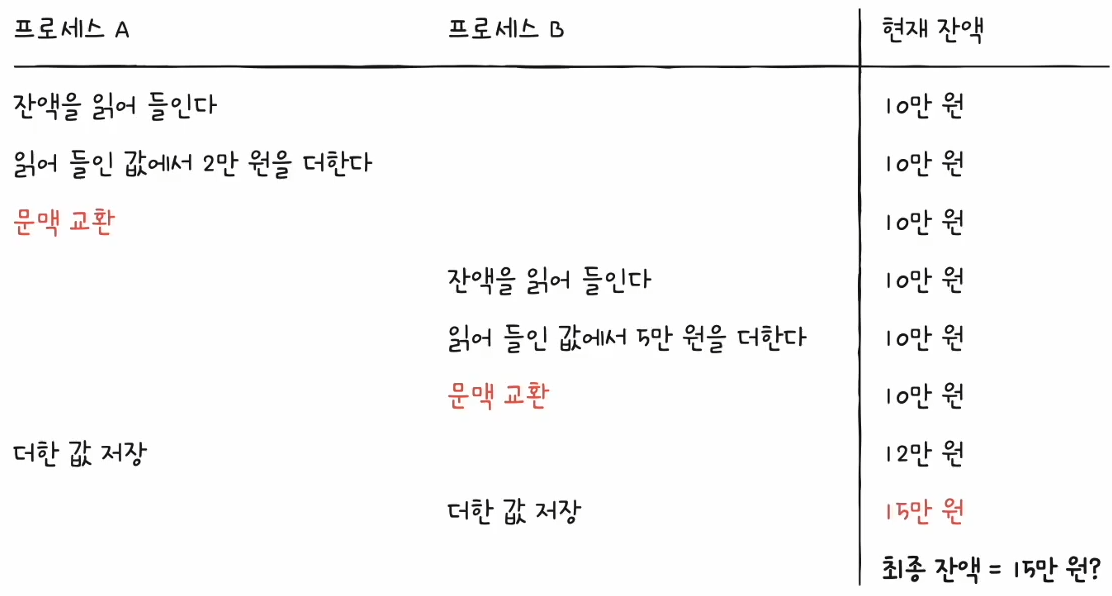 프로세스 A 프로세스 B 현재 잔액
잔액을 읽어 들인다 10만 원
읽어 들인 값에서 2만 원을 더한다 10만 원
문맥 교환 10만 원
잔액을 읽어 들인다 10만 원
읽어 들인 값에서 5만 원을 더한다 10만 원
문맥 교환 10만 원
더한 값 저장 12만 원
더한 값 저장 15만 원
최종 잔액 = 15만 원?